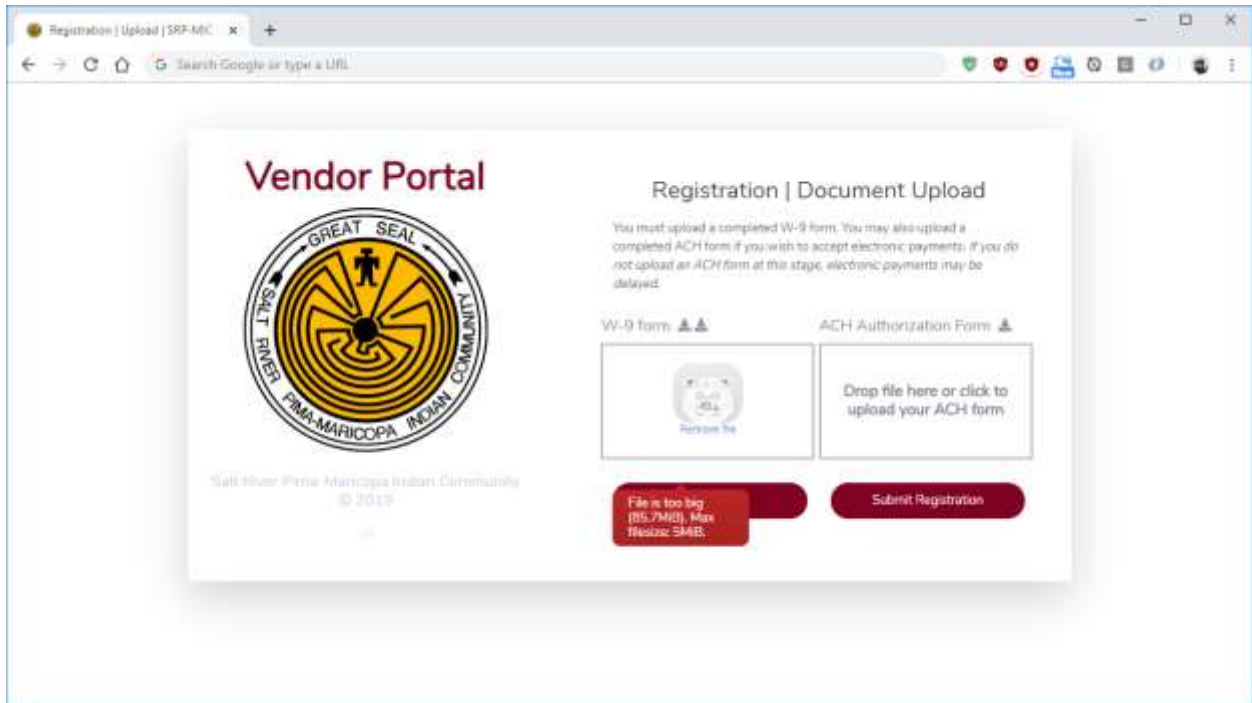 Registration | Upload | SRP-MIC
Search Google or type a URL
Vendor Portal
GREAT SEAL
SALT RIVER PIMA-MARICOPA INDIAN COMMUNITY
Salt River Pima-Maricopa Indian Community
© 2019
Registration | Document Upload
You must upload a completed W-9 form. You may also upload a
completed ACH form if you wish to accept electronic payments. If you do
not upload an ACH form at this stage, electronic payments may be
delayed.
W-9 form
ACH Authorization Form
Remove file
Drop file here or click to
upload your ACH form
File is too big
(85.7MiB). Max
filesize: 5MiB.
Submit Registration